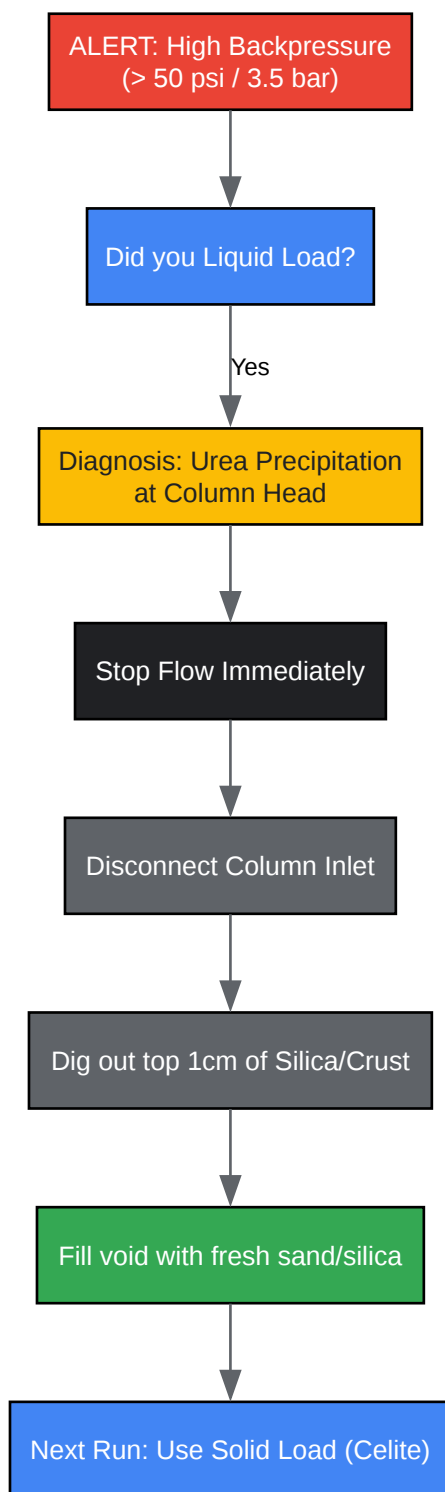 ALERT: High Backpressure
(> 50 psi / 3.5 bar)
Did you Liquid Load?
Yes
Diagnosis: Urea Precipitation
at Column Head
Stop Flow Immediately
Disconnect Column Inlet
Dig out top 1cm of Silica/Crust
Fill void with fresh sand/silica
Next Run: Use Solid Load (Celite)